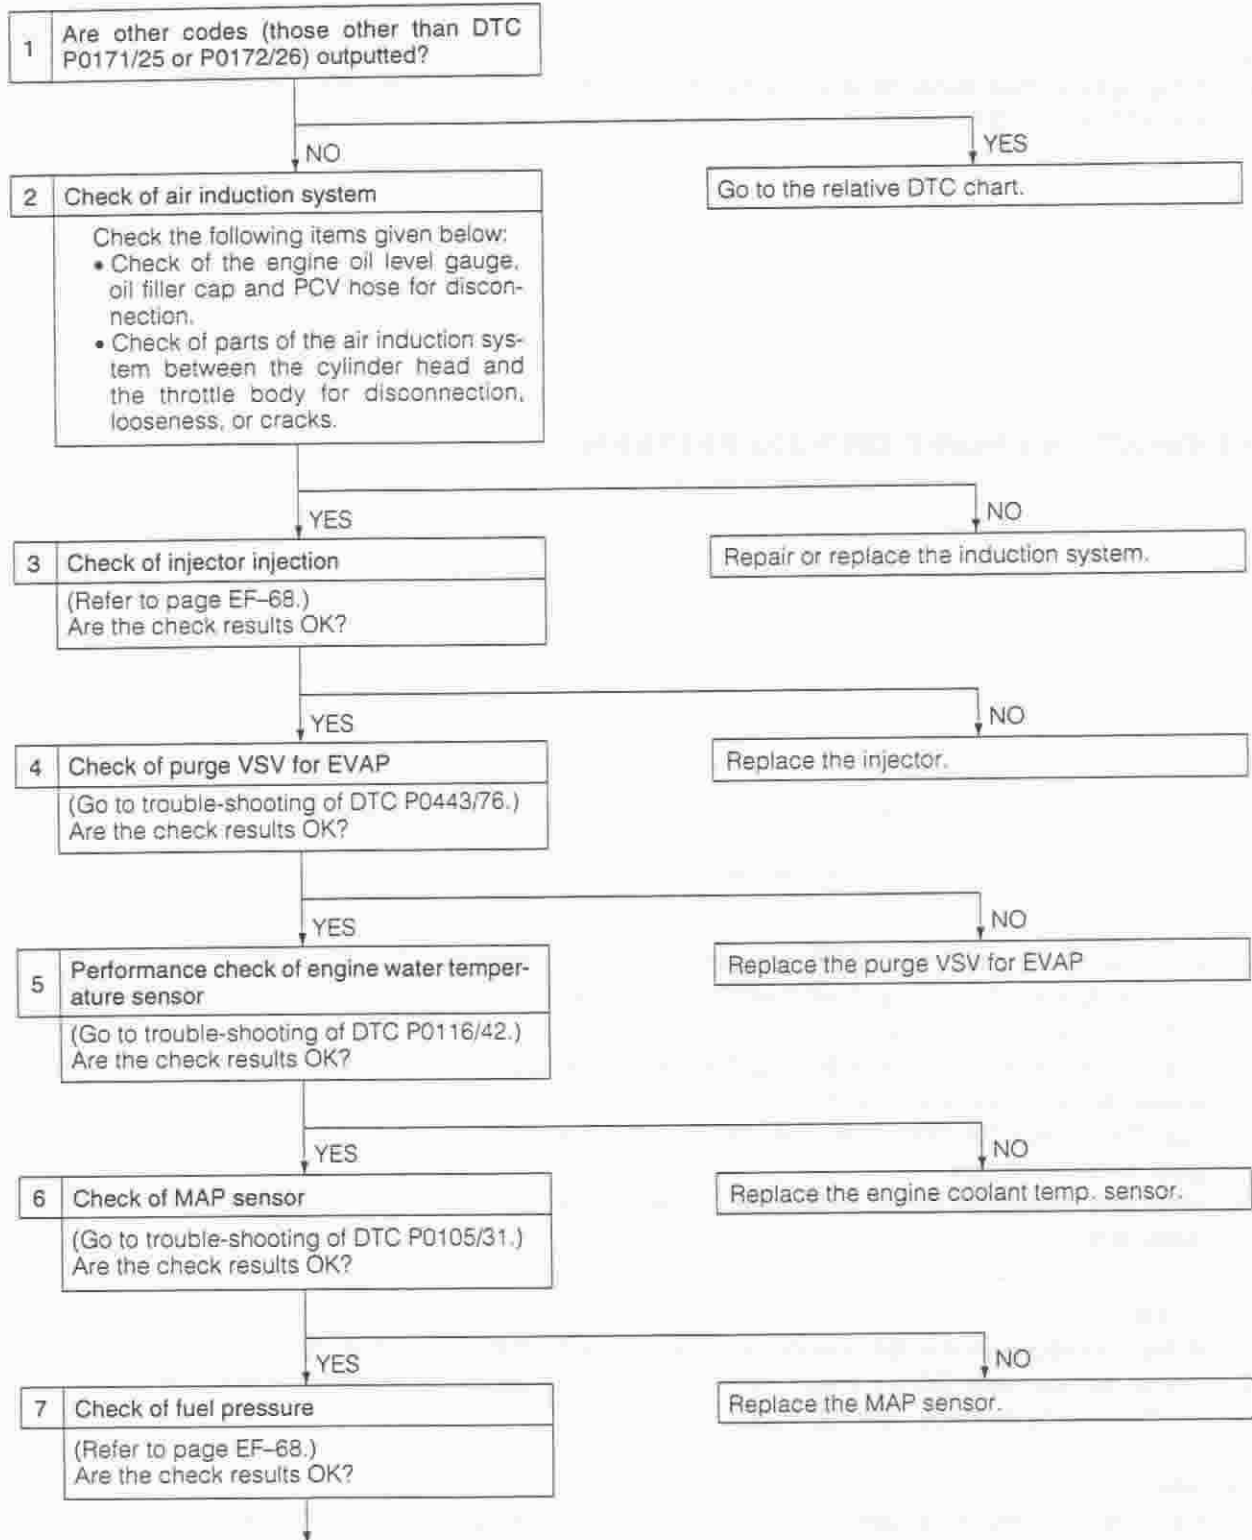 1
Are other codes (those other than DTC
P0171/25 or P0172/26) outputted?
NO
YES
2
Check of air induction system
Go to the relative DTC chart.
Check the following items given below:
• Check of the engine oil level gauge,
oil filler cap and PCV hose for discon-
nection.
• Check of parts of the air induction sys-
tem between the cylinder head and
the throttle body for disconnection,
looseness, or cracks.
YES
NO
3
Check of injector injection
Repair or replace the induction system.
(Refer to page EF–68.)
Are the check results OK?
YES
NO
4
Check of purge VSV for EVAP
Replace the injector.
(Go to trouble-shooting of DTC P0443/76.)
Are the check results OK?
YES
NO
5
Performance check of engine water temper-
ature sensor
Replace the purge VSV for EVAP
(Go to trouble-shooting of DTC P0116/42.)
Are the check results OK?
YES
NO
6
Check of MAP sensor
Replace the engine coolant temp. sensor.
(Go to trouble-shooting of DTC P0105/31.)
Are the check results OK?
YES
NO
7
Check of fuel pressure
Replace the MAP sensor.
(Refer to page EF–68.)
Are the check results OK?